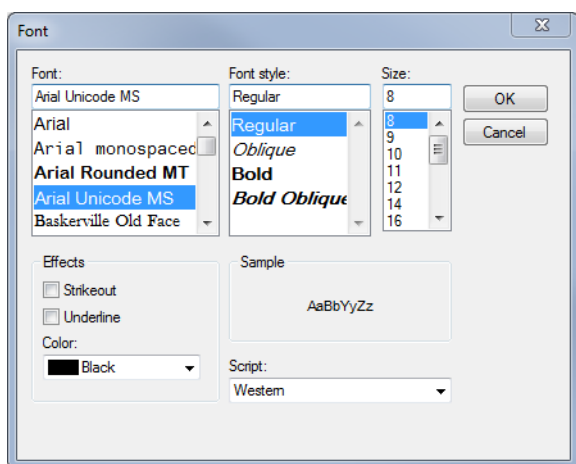 Font
Font:
Arial Unicode MS
Arial
Arial monospaced
Arial Rounded MT
Arial Unicode MS
Baskerville Old Face
Font style:
Regular
Regular
Oblique
Bold
Bold Oblique
Size:
8
8
9
10
11
12
14
16
OK
Cancel
Effects
Strikeout
Underline
Color:
Black
Sample
AaBbYyZz
Script:
Western